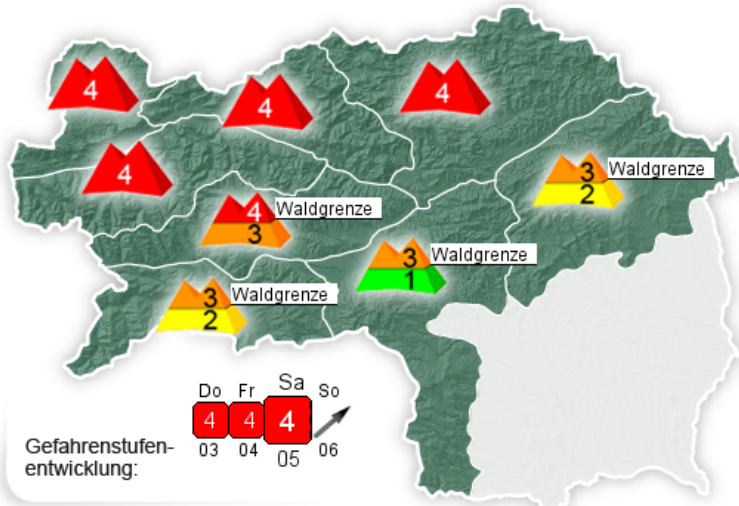 4
4
4
4
3 Waldgrenze
2
4 Waldgrenze
3
3 Waldgrenze
1
3 Waldgrenze
2
Do Fr Sa So
4 4 4
03 04 05 06
Gefahrenstufen-
entwicklung: